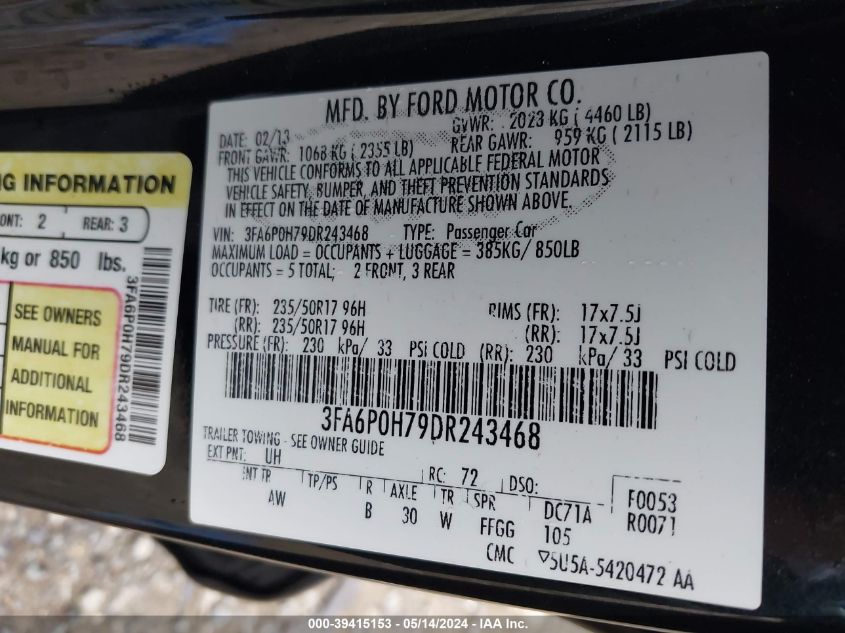 NG INFORMATION
ONT: 2 REAR: 3
kg or 850 lbs.
SEE OWNERS
MANUAL FOR
ADDITIONAL
INFORMATION
3FA6P0H79DR243468
MFD. BY FORD MOTOR CO.
DATE: 02/13 GVWR: 2023 KG ( 4460 LB)
FRONT GAWR: 1068 KG ( 2355 LB) REAR GAWR: 959 KG ( 2115 LB)
THIS VEHICLE CONFORMS TO ALL APPLICABLE FEDERAL MOTOR
VEHICLE SAFETY, BUMPER, AND THEFT PREVENTION STANDARDS
IN EFFECT ON THE DATE OF MANUFACTURE SHOWN ABOVE.
VIN: 3FA6P0H79DR243468 TYPE: Passenger Car
MAXIMUM LOAD = OCCUPANTS + LUGGAGE = 385KG/ 850LB
OCCUPANTS = 5 TOTAL; 2 FRONT, 3 REAR
TIRE (FR): 235/50R17 96H RIMS (FR): 17x7.5J
(RR): 235/50R17 96H (RR): 17x7.5J
PRESSURE (FR): 230 kPa/ 33 PSI COLD (RR): 230 kPa/ 33 PSI COLD
3FA6P0H79DR243468
TRAILER TOWING - SEE OWNER GUIDE
EXT PNT: UH RC: 72 DSO: F0053
INT TR TP/PS R AXLE TR SPR DC71A R0071
AW B 30 W FFGG 105
CMC ▽5U5A-5420472 AA
000-39415153 - 05/14/2024 - IAA Inc.